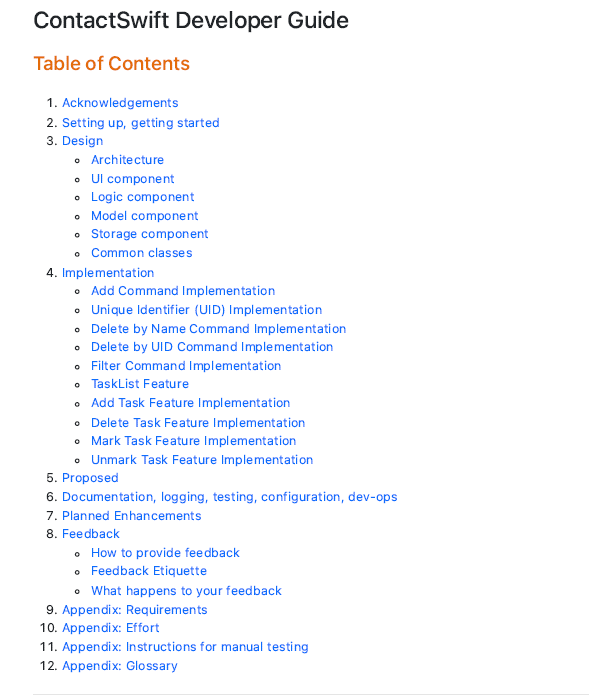 ContactSwift Developer Guide
Table of Contents
1. Acknowledgements
2. Setting up, getting started
3. Design
Architecture
UI component
Logic component
Model component
Storage component
Common classes
4. Implementation
Add Command Implementation
Unique Identifier (UID) Implementation
Delete by Name Command Implementation
Delete by UID Command Implementation
Filter Command Implementation
TaskList Feature
Add Task Feature Implementation
Delete Task Feature Implementation
Mark Task Feature Implementation
Unmark Task Feature Implementation
5. Proposed
6. Documentation, logging, testing, configuration, dev-ops
7. Planned Enhancements
8. Feedback
How to provide feedback
Feedback Etiquette
What happens to your feedback
9. Appendix: Requirements
10. Appendix: Effort
11. Appendix: Instructions for manual testing
12. Appendix: Glossary